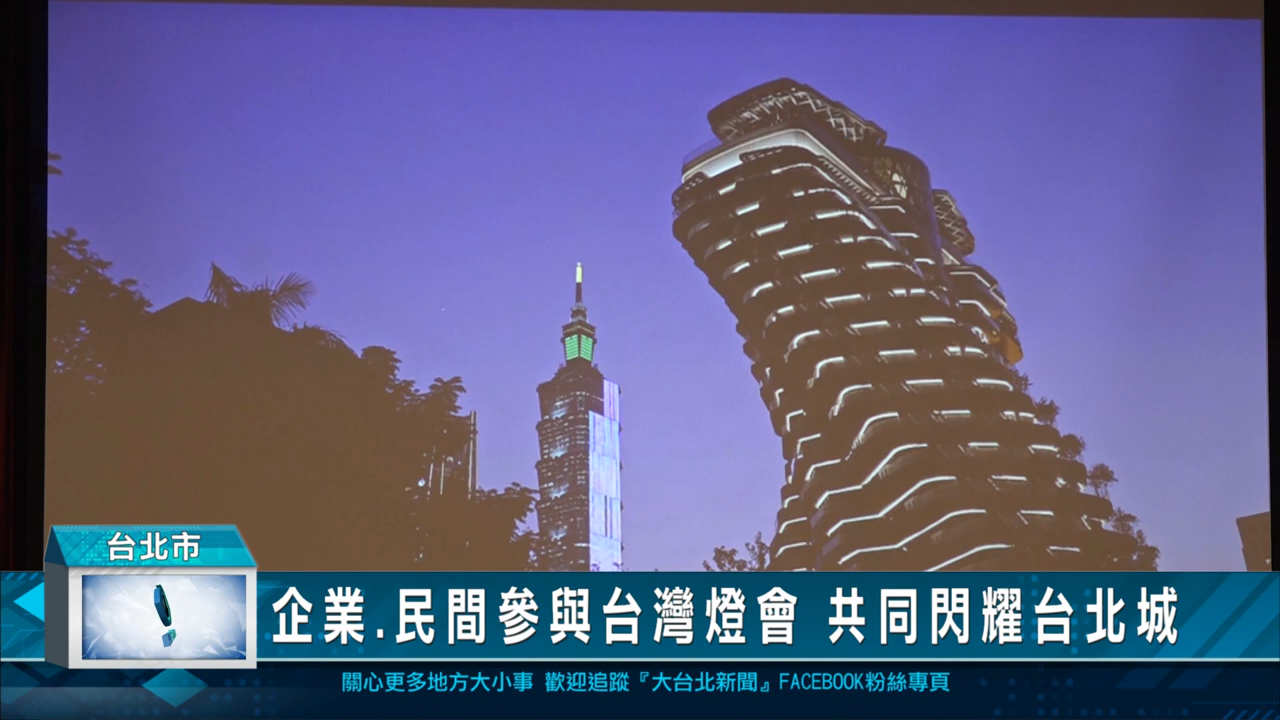 台北市
企業.民間參與台灣燈會 共同閃耀台北城
關心更多地方大小事 歡迎追蹤『大台北新聞』FACEBOOK粉絲專頁